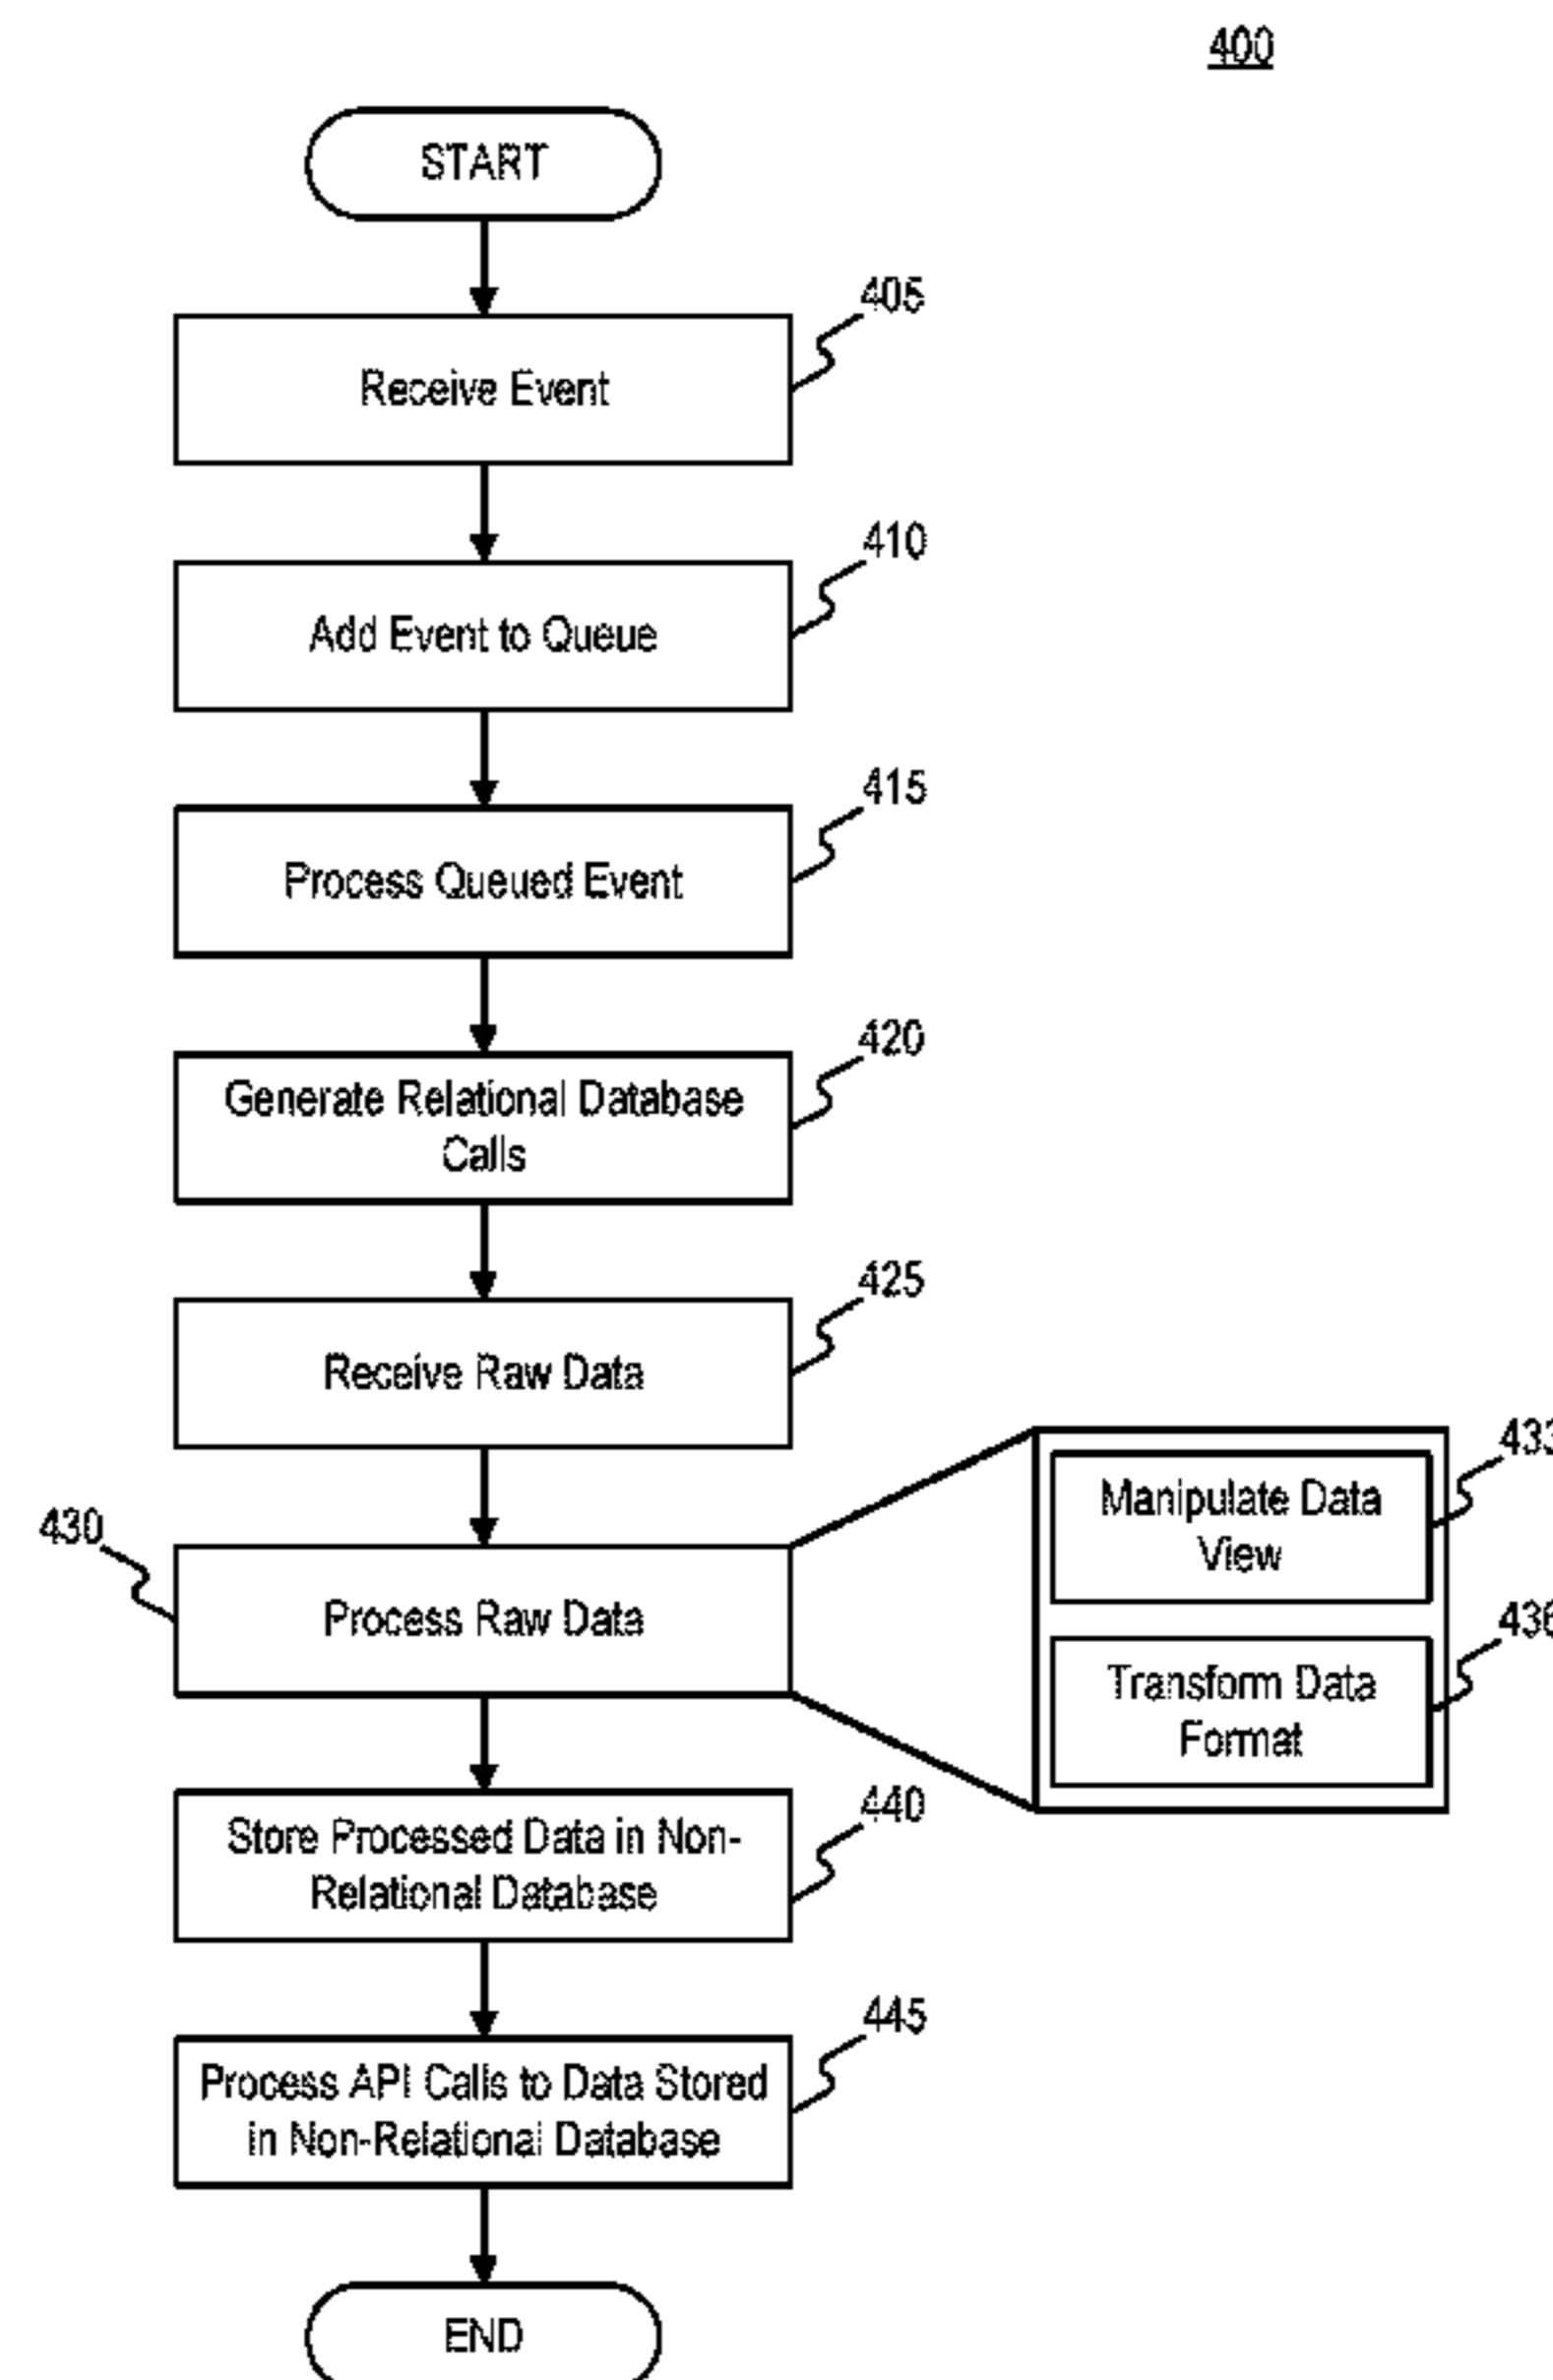 400
START
405
Receive Event
410
Add Event to Queue
415
Process Queued Event
420
Generate Relational Database
Calls
425
Receive Raw Data
430
Process Raw Data
433
Manipulate Data
View
436
Transform Data
Format
440
Store Processed Data in Non-
Relational Database
445
Process API Calls to Data Stored
in Non-Relational Database
END